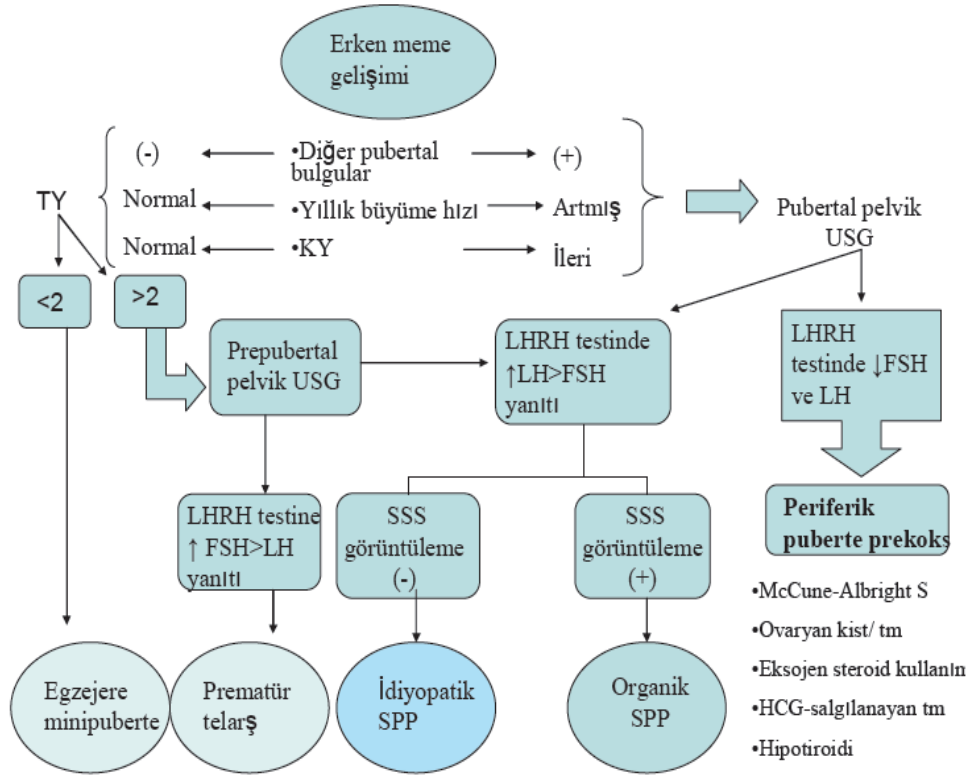 Erken meme
gelişimi
(-)
•Diğer pubertal
bulgular
(+)
TY
Normal
•Yıllık büyüme hızı
Artmış
Normal
•KY
İleri
Pubertal pelvik
USG
<2
>2
Prepubertal
pelvik USG
LHRH testinde
↑LH>FSH
yanıtı
LHRH
testinde ↓FSH
ve LH
LHRH testine
↑ FSH>LH
yanıtı
SSS
görüntüleme
(-)
SSS
görüntüleme
(+)
Periferik
puberte prekoks
•McCune-Albright S
•Ovaryan kist/ tm
•Eksojen steroid kullanım
•HCG-salgılanayan tm
•Hipotiroidi
Egzejere
minipuberte
Prematür
telarş
İdiyopatik
SPP
Organik
SPP